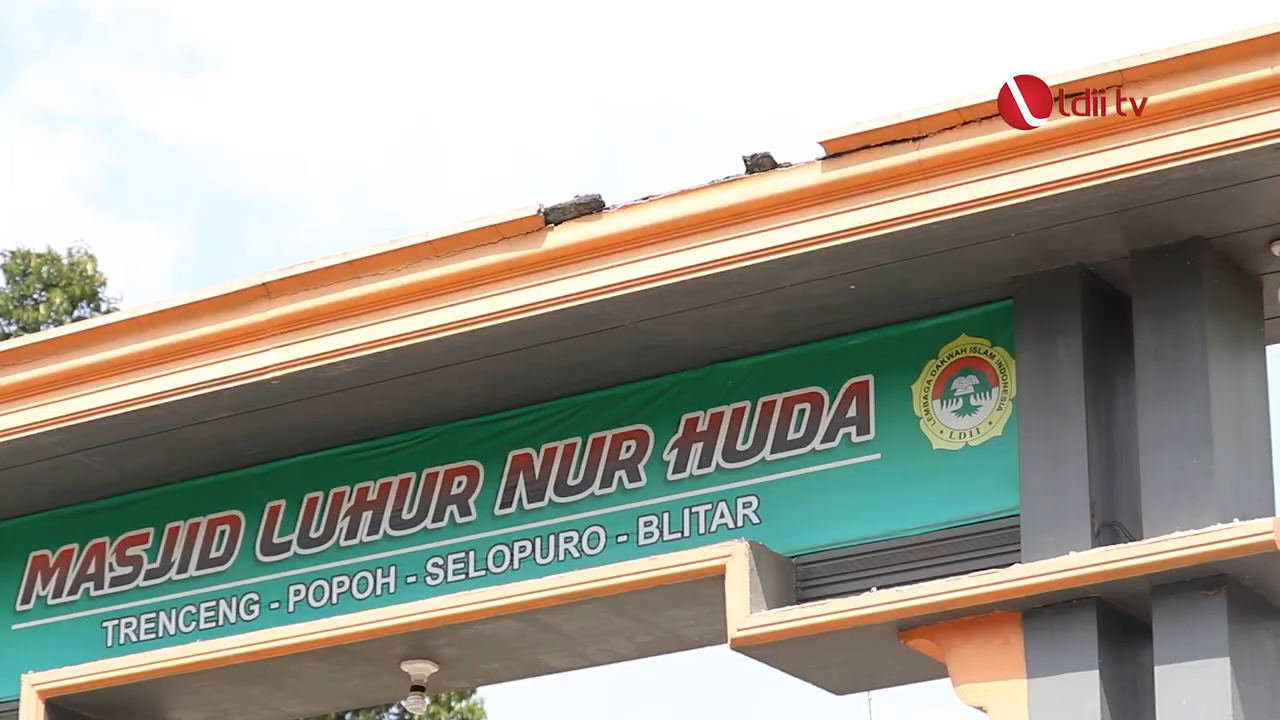 ldii tv
LEMBAGA DAKWAH ISLAM INDONESIA
LDII
MASJID LUHUR NUR HUDA
TRENCENG - POPOH - SELOPURO - BLITAR